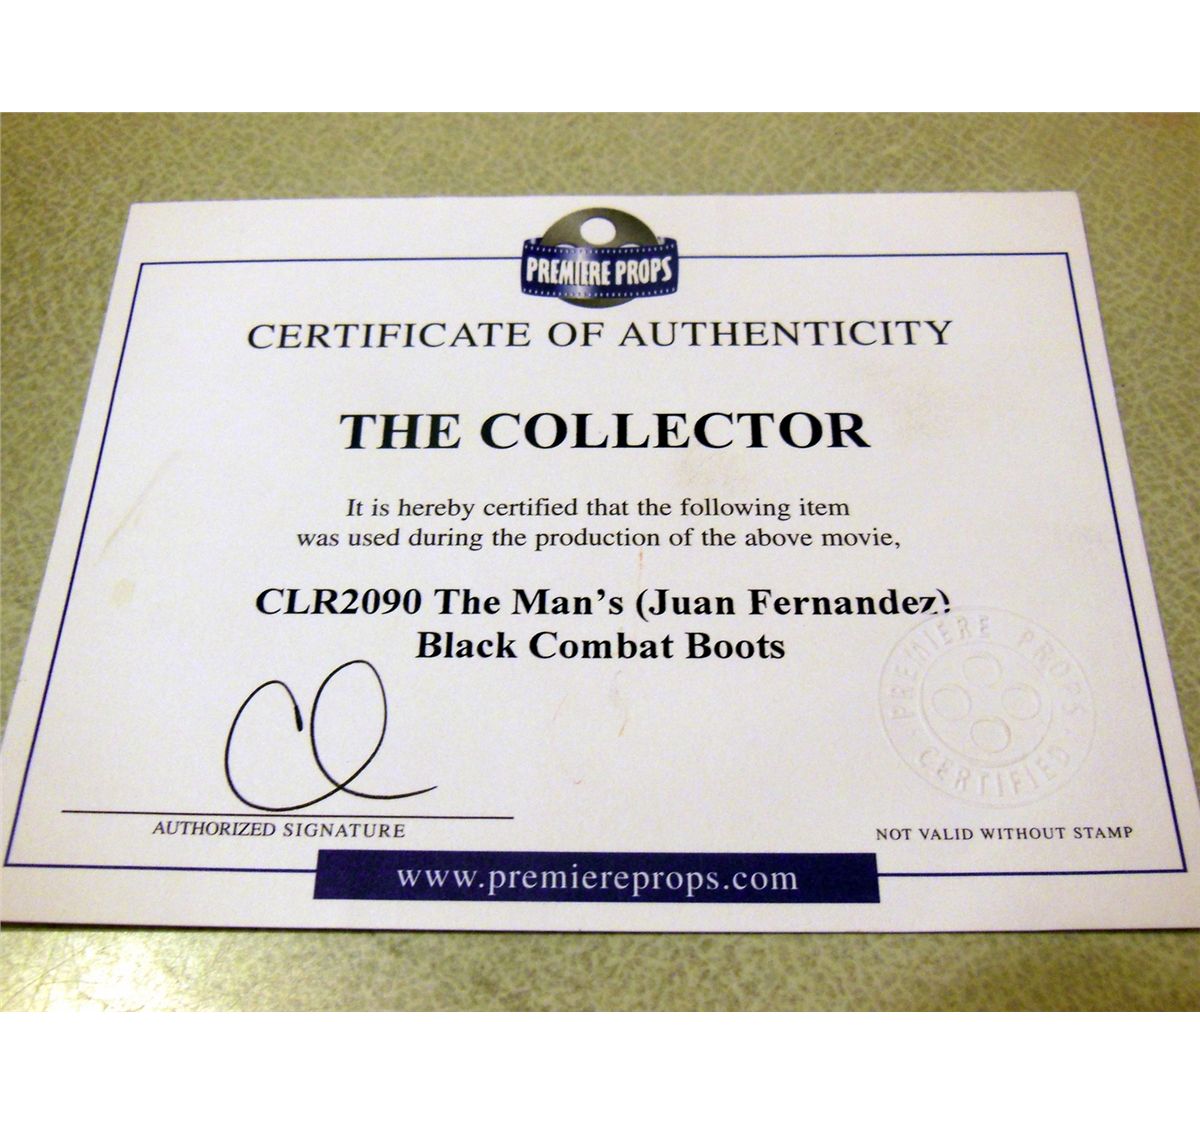 PREMIERE PROPS
CERTIFICATE OF AUTHENTICITY
THE COLLECTOR
It is hereby certified that the following item
was used during the production of the above movie,
CLR2090 The Man's (Juan Fernandez)
Black Combat Boots
PREMIERE PROPS
· CERTIFIED ·
AUTHORIZED SIGNATURE
NOT VALID WITHOUT STAMP
www.premiereprops.com